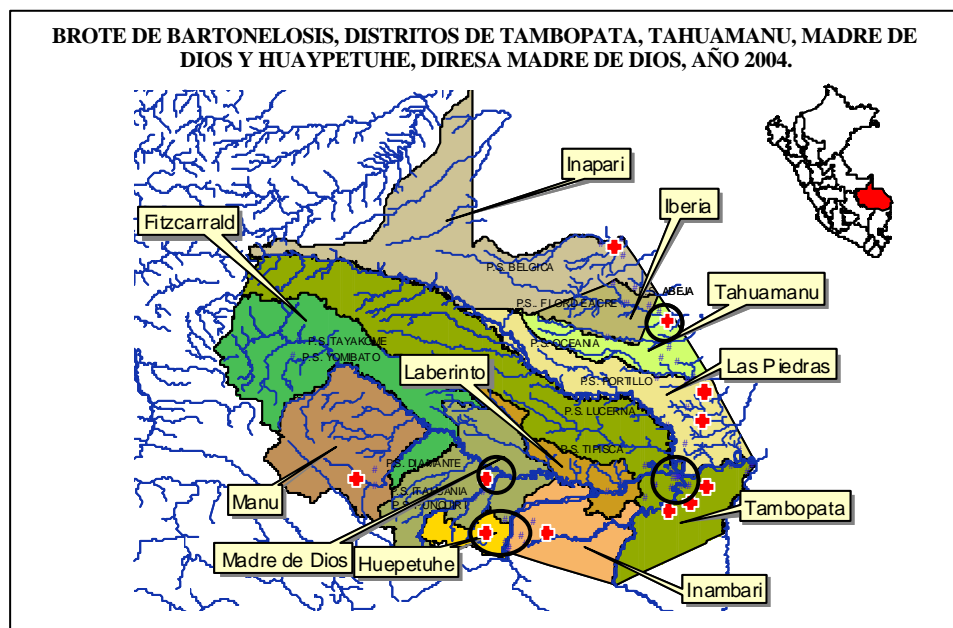 BROTE DE BARTONELOSIS, DISTRITOS DE TAMBOPATA, TAHUAMANU, MADRE DE
DIOS Y HUAYPETUHE, DIRESA MADRE DE DIOS, AÑO 2004.
Inapari
Fitzcarrald
Iberia
P.S. BELGICA
ABEJA
P.S.. FLOR DE ACRE
Tahuamanu
P.S. OCEANIA
P.S. TAYAKOME
P.S. YOMIBATO
Las Piedras
Laberinto
P.S. PORTILLO
P.S. LUCERNA
P.S. TIPISCA
P.S. DIAMANTE
Manu
P.S. ITAHUANIA
Tambopata
Madre de Dios
Huepetuhe
Inambari